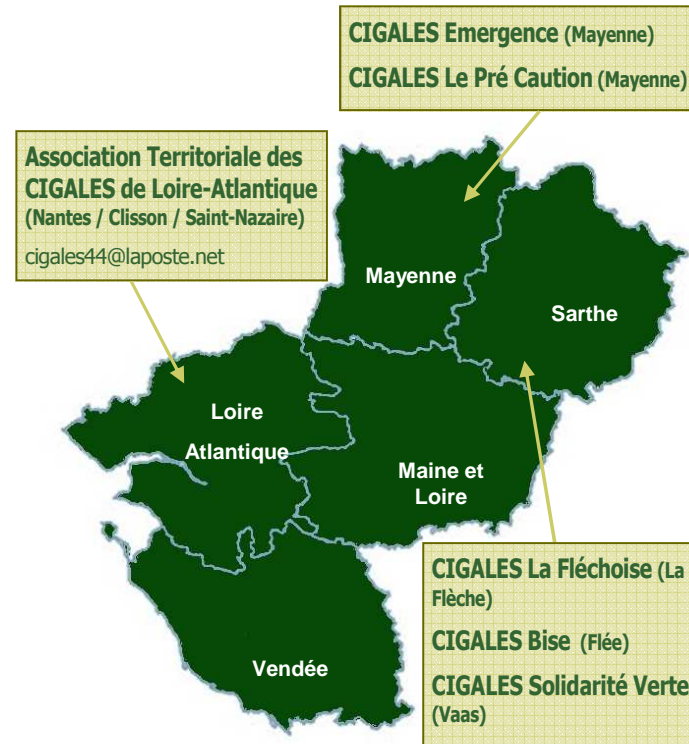 CIGALES Emergence (Mayenne)
CIGALES Le Pré Caution (Mayenne)
Association Territoriale des
CIGALES de Loire-Atlantique
(Nantes / Clisson / Saint-Nazaire)
cigales44@laposte.net
Mayenne
Sarthe
Loire
Atlantique
Maine et
Loire
Vendée
CIGALES La Fléchoise (La
Flèche)
CIGALES Bise (Flée)
CIGALES Solidarité Verte
(Vaas)